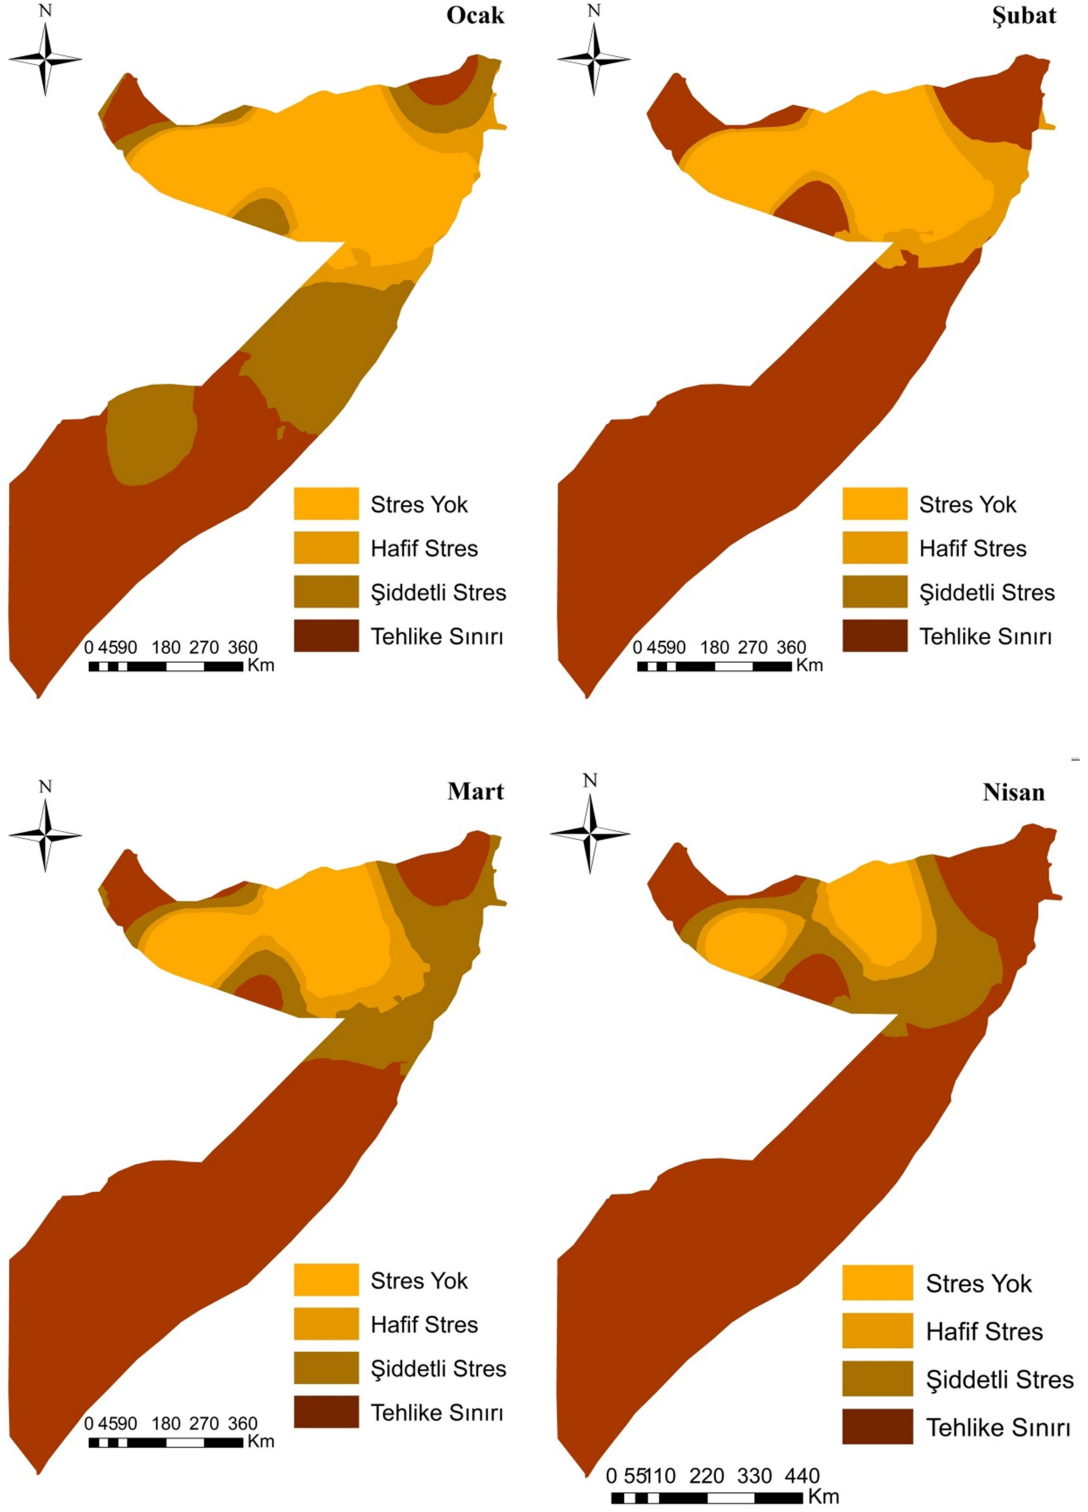 N
Ocak
Stres Yok
Hafif Stres
Şiddetli Stres
Tehlike Sınırı
0 4590 180 270 360
Km
N
Şubat
Stres Yok
Hafif Stres
Şiddetli Stres
Tehlike Sınırı
0 4590 180 270 360
Km
N
Mart
Stres Yok
Hafif Stres
Şiddetli Stres
Tehlike Sınırı
0 4590 180 270 360
Km
N
Nisan
Stres Yok
Hafif Stres
Şiddetli Stres
Tehlike Sınırı
0 55110 220 330 440
Km